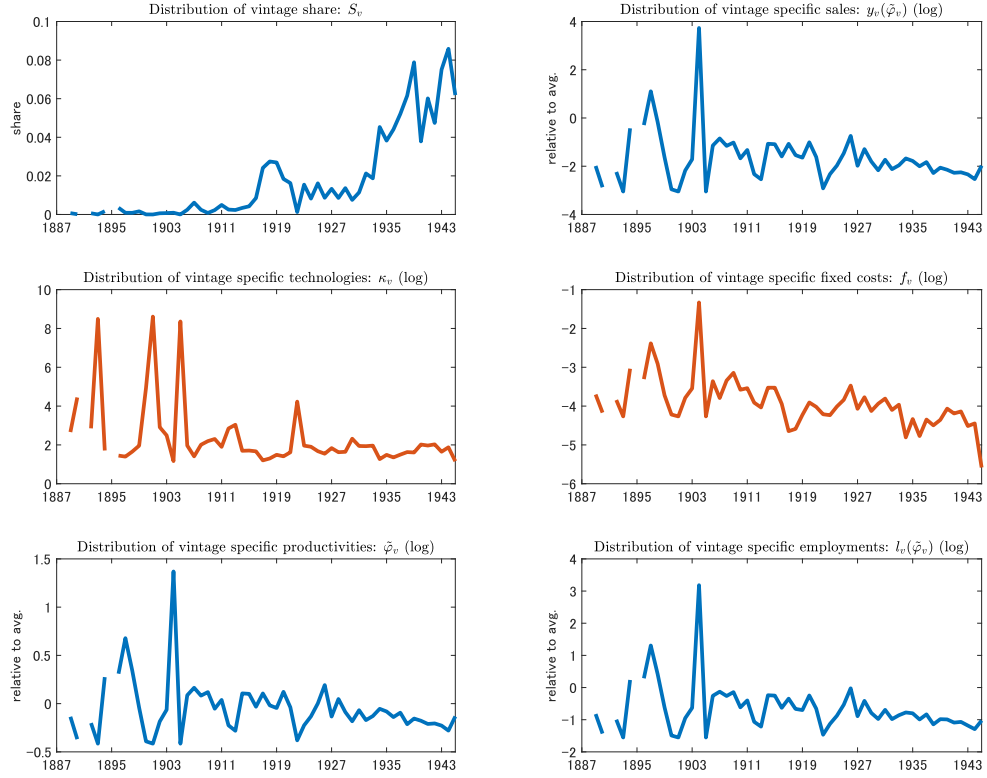 Distribution of vintage share: Sᵥ
0.1
0.08
0.06
0.04
0.02
0
share
1887 1895 1903 1911 1919 1927 1935 1943
Distribution of vintage specific sales: yᵥ(φ̃ᵥ) (log)
4
2
0
−2
−4
relative to avg.
1887 1895 1903 1911 1919 1927 1935 1943
Distribution of vintage specific technologies: κᵥ (log)
10
8
6
4
2
0
1887 1895 1903 1911 1919 1927 1935 1943
Distribution of vintage specific fixed costs: fᵥ (log)
−1
−2
−3
−4
−5
−6
1887 1895 1903 1911 1919 1927 1935 1943
Distribution of vintage specific productivities: φ̃ᵥ (log)
1.5
1
0.5
0
−0.5
relative to avg.
1887 1895 1903 1911 1919 1927 1935 1943
Distribution of vintage specific employments: lᵥ(φ̃ᵥ) (log)
4
3
2
1
0
−1
−2
relative to avg.
1887 1895 1903 1911 1919 1927 1935 1943